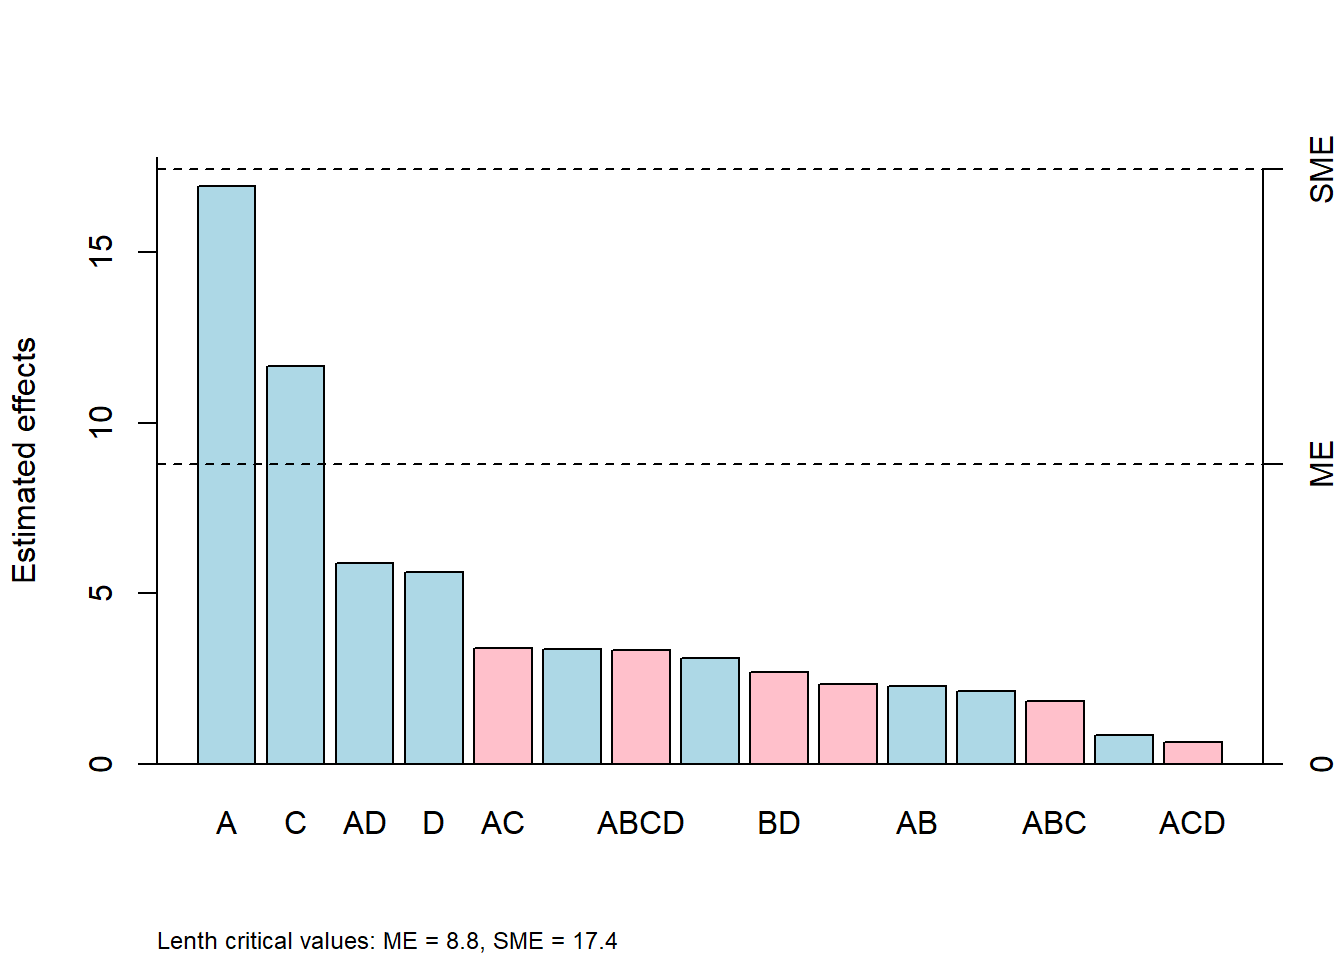 Estimated effects
15
10
5
0
SME
ME
0
A C AD D AC ABCD BD AB ABC ACD
Lenth critical values: ME = 8.8, SME = 17.4